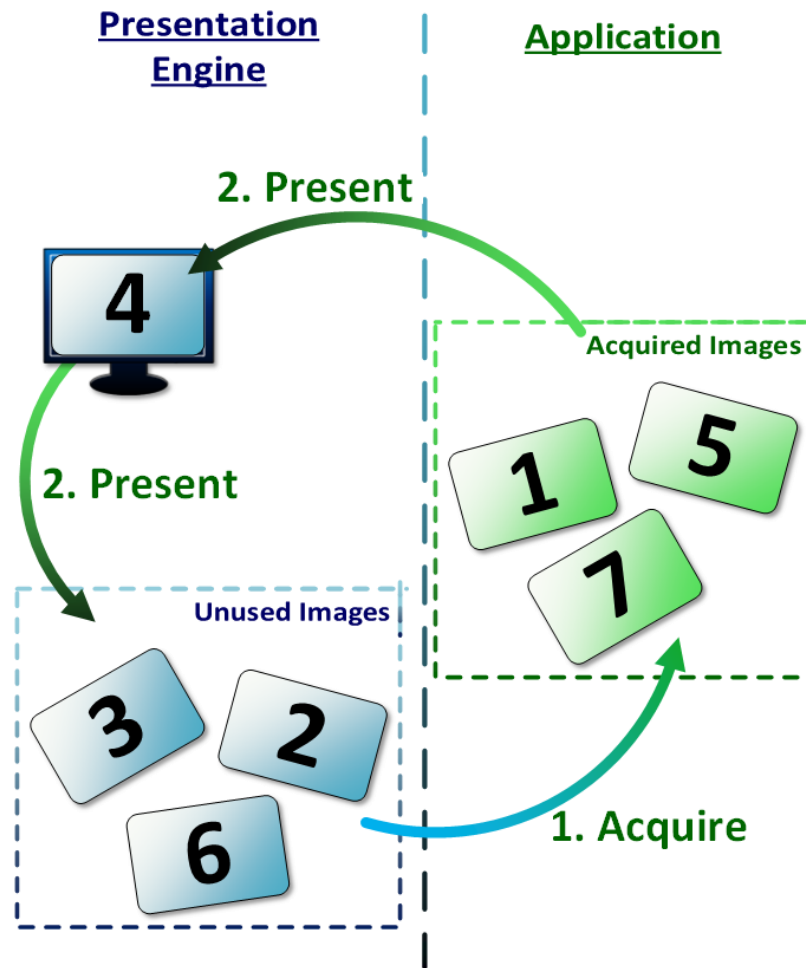 Presentation
Engine
Application
2. Present
4
Acquired Images
1
5
7
2. Present
Unused Images
3
2
6
1. Acquire